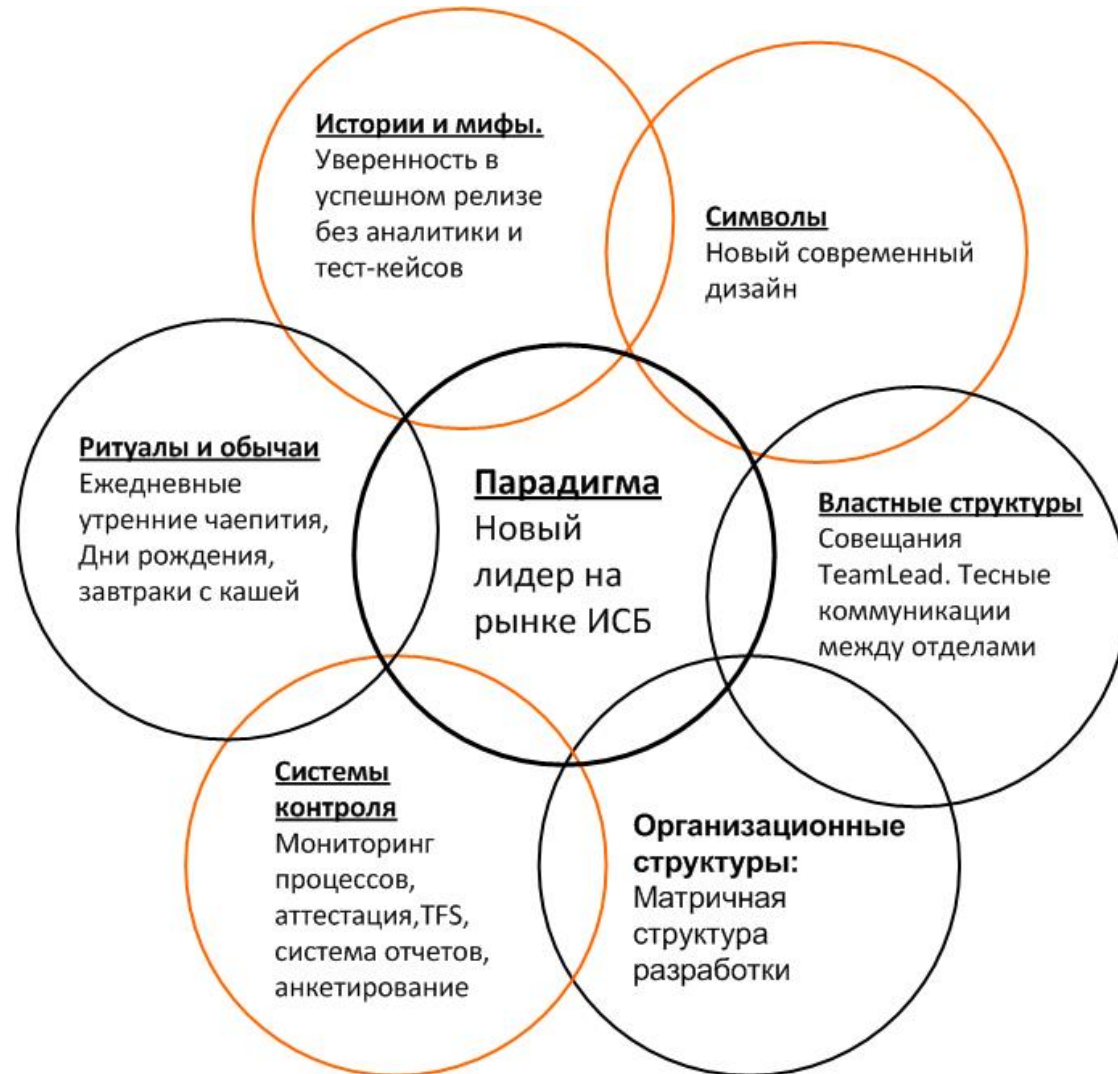 Истории и мифы.
Уверенность в
успешном релизе
без аналитики и
тест-кейсов
Символы
Новый современный
дизайн
Ритуалы и обычаи
Ежедневные
утренние чаепития,
Дни рождения,
завтраки с кашей
Парадигма
Новый
лидер на
рынке ИСБ
Властные структуры
Совещания
TeamLead. Тесные
коммуникации
между отделами
Системы
контроля
Мониторинг
процессов,
аттестация,TFS,
система отчетов,
анкетирование
Организационные
структуры:
Матричная
структура
разработки